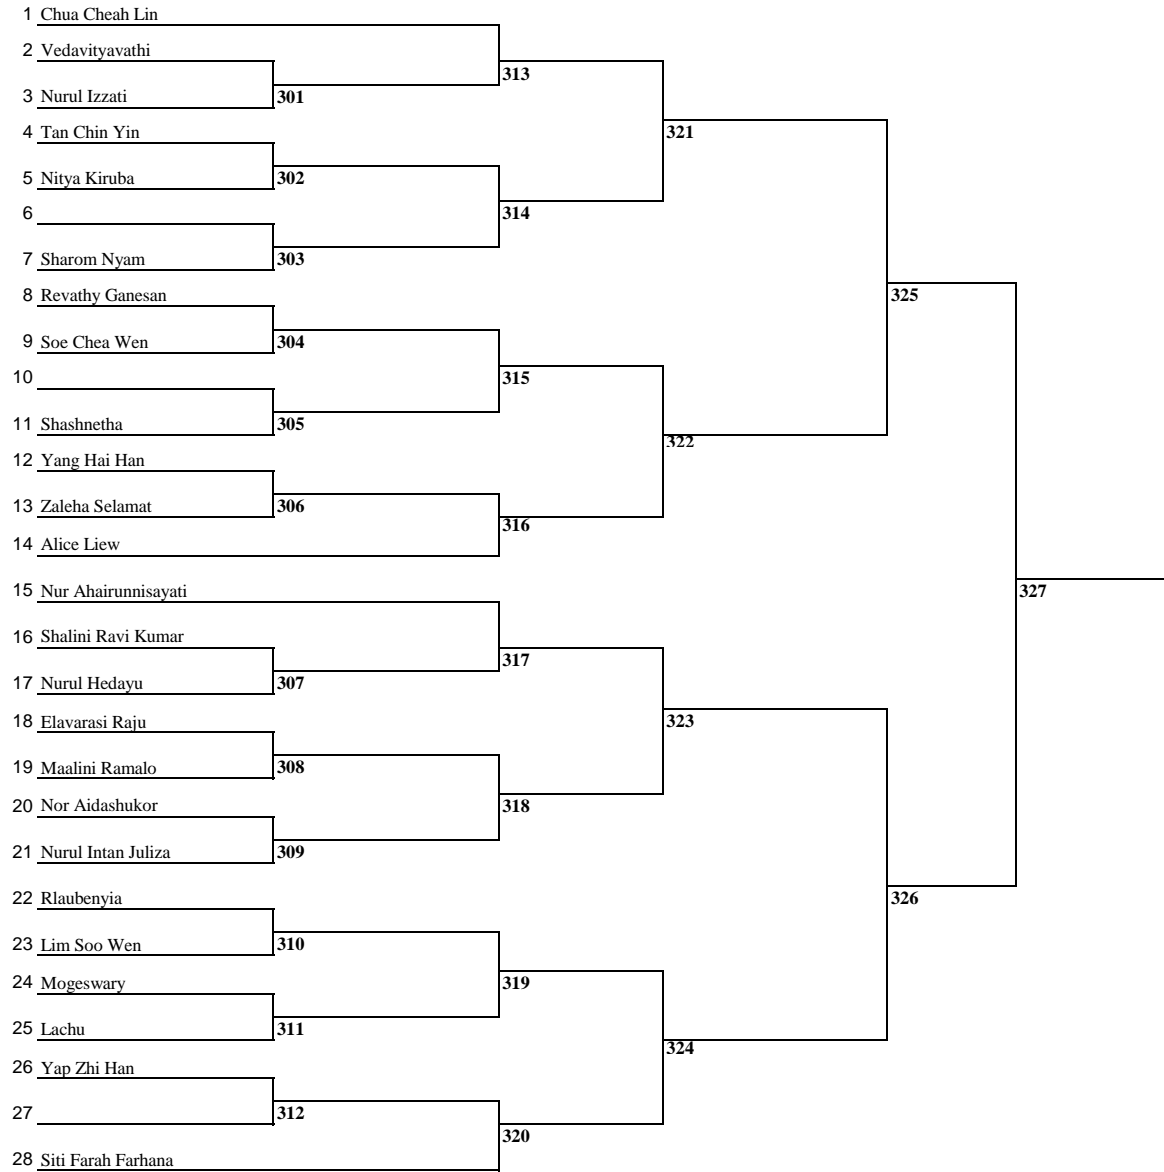 1 Chua Cheah Lin
2 Vedavityavathi
313
3 Nurul Izzati
301
4 Tan Chin Yin
321
5 Nitya Kiruba
302
6
314
7 Sharom Nyam
303
8 Revathy Ganesan
325
9 Soe Chea Wen
304
10
315
11 Shashnetha
305
322
12 Yang Hai Han
13 Zaleha Selamat
306
316
14 Alice Liew
15 Nur Ahairunnisayati
327
16 Shalini Ravi Kumar
317
17 Nurul Hedayu
307
18 Elavarasi Raju
323
19 Maalini Ramalo
308
20 Nor Aidashukor
318
21 Nurul Intan Juliza
309
22 Rlaubenyia
326
23 Lim Soo Wen
310
24 Mogeswary
319
25 Lachu
311
324
26 Yap Zhi Han
27
312
320
28 Siti Farah Farhana